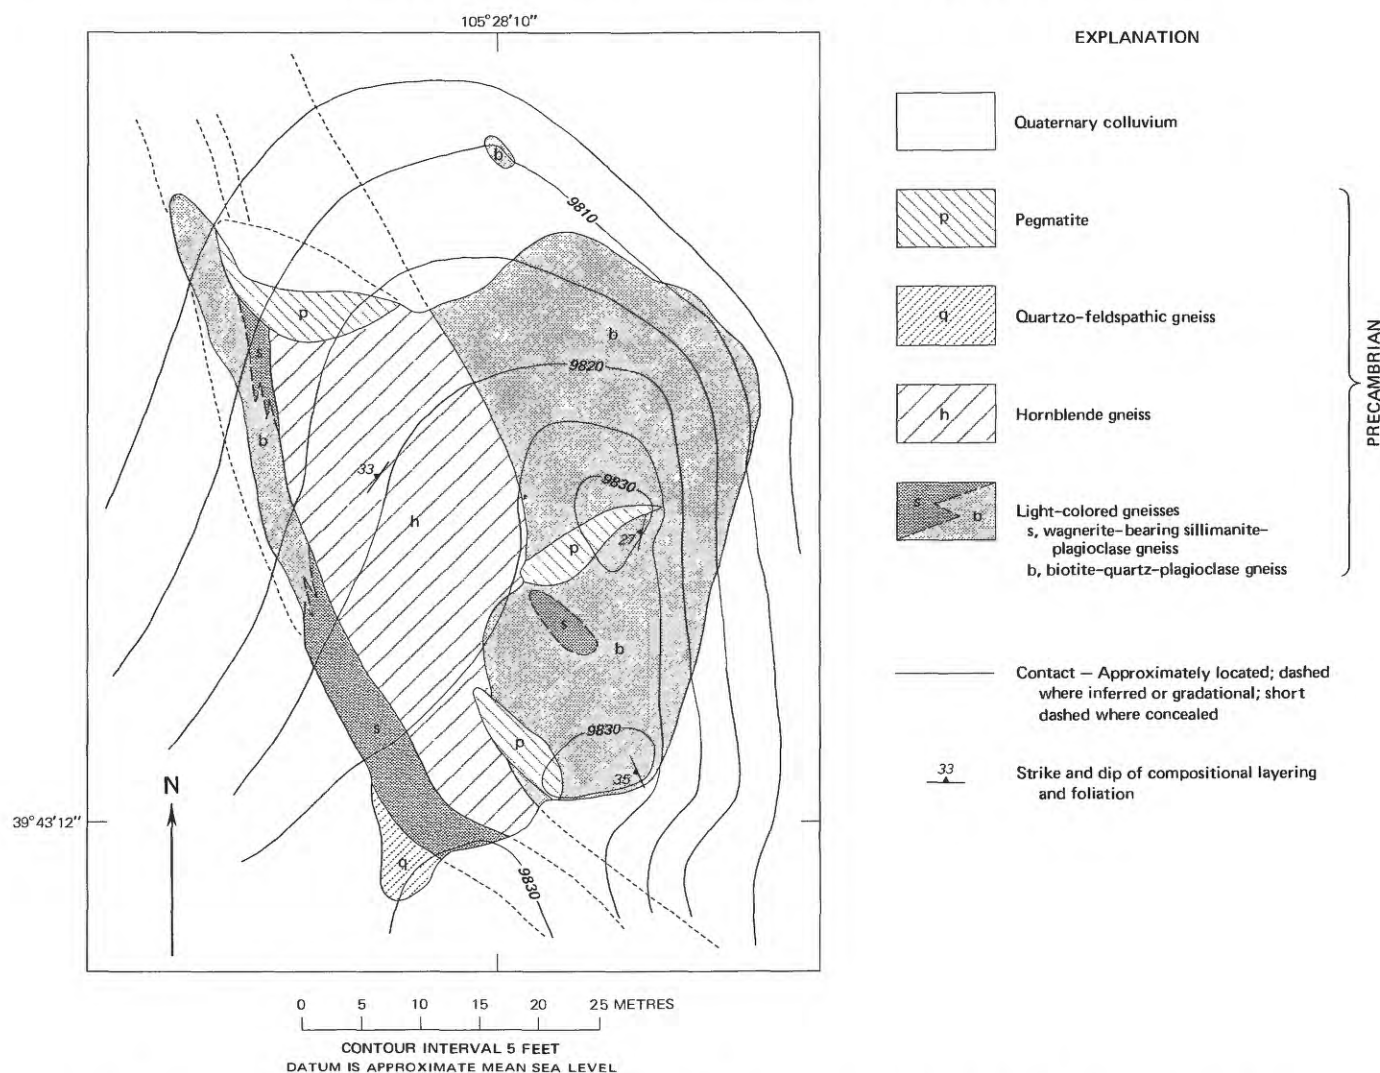 105°28'10"
EXPLANATION
Quaternary colluvium
p
Pegmatite
q
Quartzo-feldspathic gneiss
h
Hornblende gneiss
s
b
Light-colored gneisses
s, wagnerite-bearing sillimanite-
plagioclase gneiss
b, biotite-quartz-plagioclase gneiss
PRECAMBRIAN
Contact — Approximately located; dashed
where inferred or gradational; short
dashed where concealed
33
Strike and dip of compositional layering
and foliation
b
9810
p
b
s
9820
b
33
9830
h
27
p
s
b
s
9830
p
35
N
39°43'12"
q
9830
0 5 10 15 20 25 METRES
CONTOUR INTERVAL 5 FEET
DATUM IS APPROXIMATE MEAN SEA LEVEL